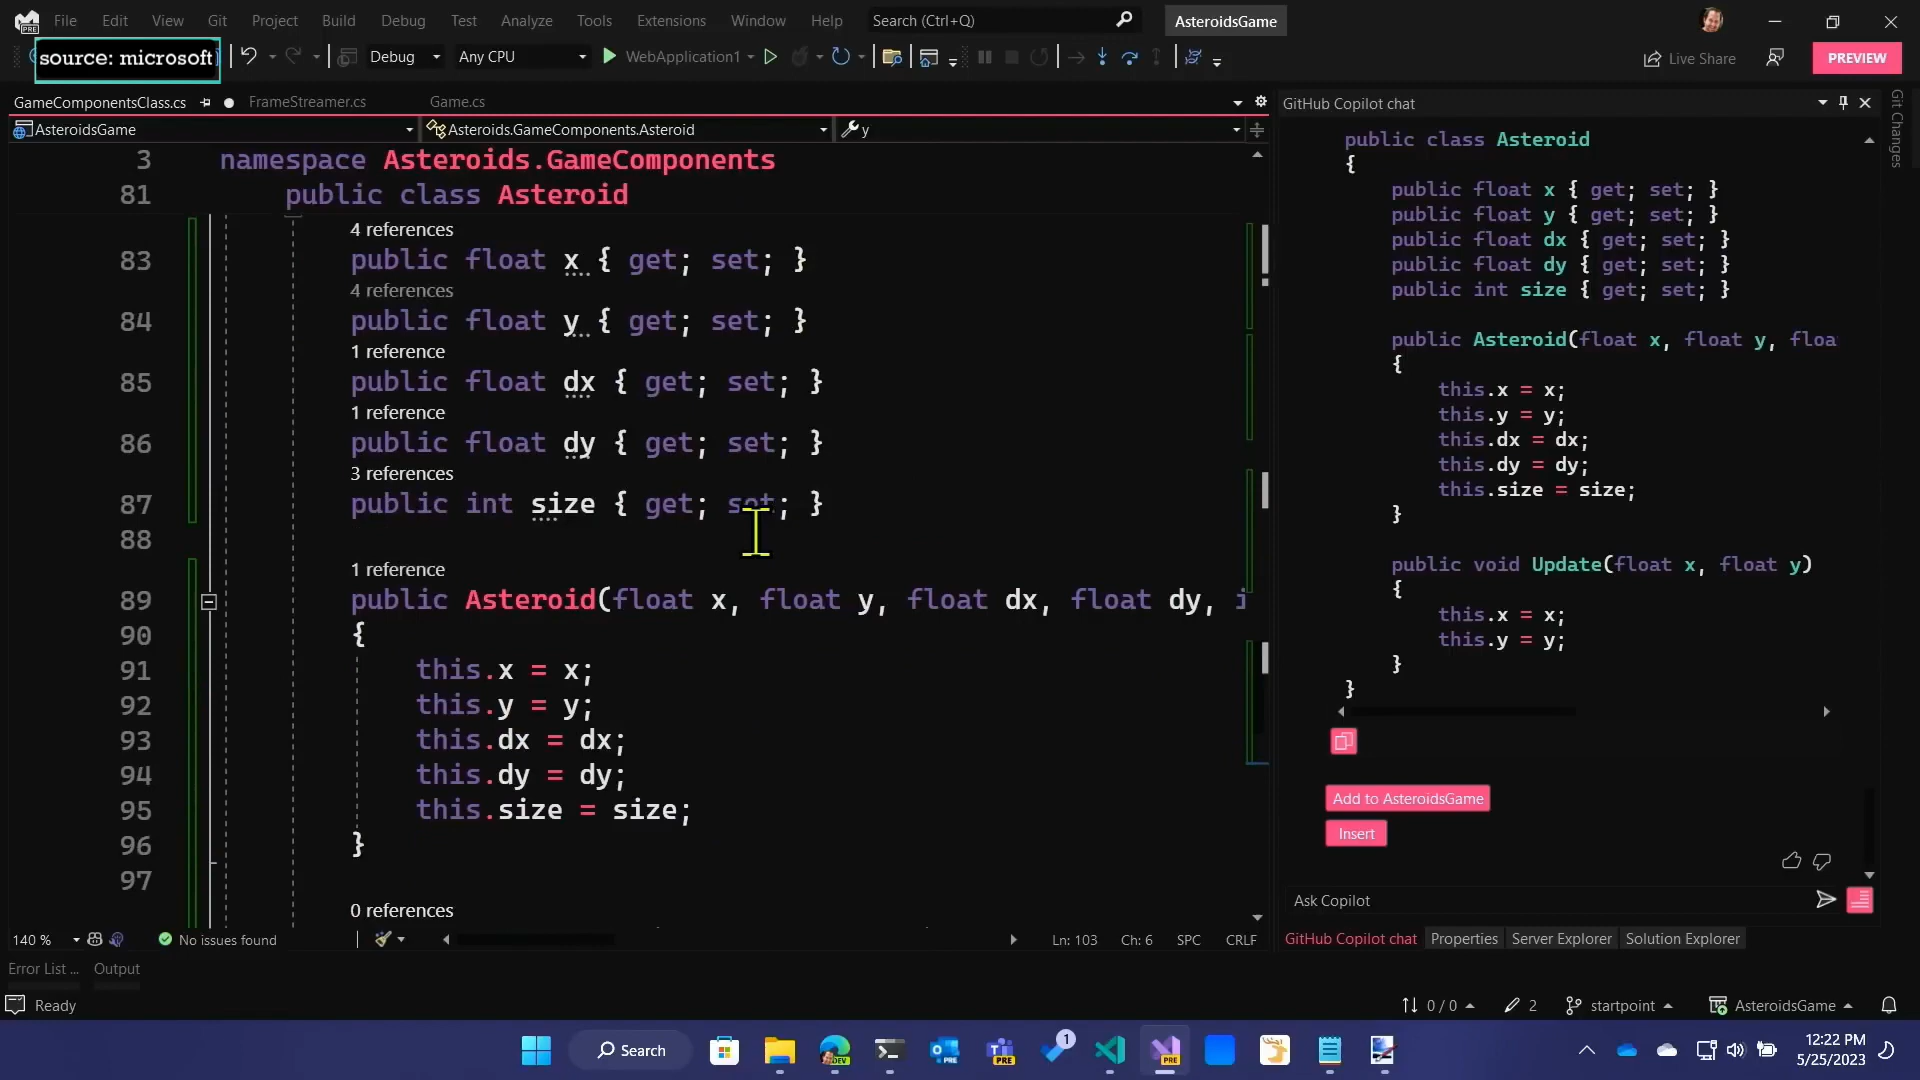 File Edit View Git Project Build Debug Test Analyze Tools Extensions Window Help Search (Ctrl+Q) AsteroidsGame
source: microsoft Debug Any CPU WebApplication1 Live Share PREVIEW
GameComponentsClass.cs FrameStreamer.cs Game.cs
AsteroidsGame Asteroids.GameComponents.Asteroid y
3 namespace Asteroids.GameComponents
81 public class Asteroid
4 references
83 public float x { get; set; }
4 references
84 public float y { get; set; }
1 reference
85 public float dx { get; set; }
1 reference
86 public float dy { get; set; }
3 references
87 public int size { get; set; }
88
1 reference
89 public Asteroid(float x, float y, float dx, float dy, i
90 {
91 this.x = x;
92 this.y = y;
93 this.dx = dx;
94 this.dy = dy;
95 this.size = size;
96 }
97
0 references
140 % No issues found Ln: 103 Ch: 6 SPC CRLF
GitHub Copilot chat
public class Asteroid
{
public float x { get; set; }
public float y { get; set; }
public float dx { get; set; }
public float dy { get; set; }
public int size { get; set; }
public Asteroid(float x, float y, floa
{
this.x = x;
this.y = y;
this.dx = dx;
this.dy = dy;
this.size = size;
}
public void Update(float x, float y)
{
this.x = x;
this.y = y;
}
}
Add to AsteroidsGame
Insert
Ask Copilot
GitHub Copilot chat Properties Server Explorer Solution Explorer
Git Changes
Error List ... Output
Ready 0 / 0 2 startpoint AsteroidsGame
Search 1 12:22 PM
5/25/2023